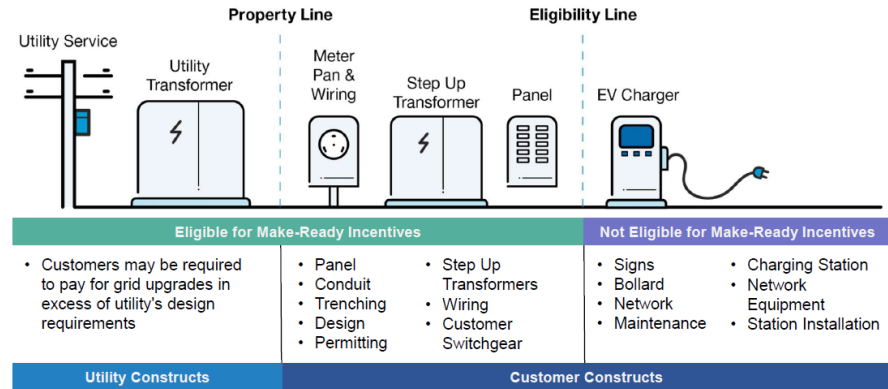 Property Line
Eligibility Line
Utility Service
Utility
Transformer
Meter
Pan &
Wiring
Step Up
Transformer
Panel
EV Charger
Eligible for Make-Ready Incentives
Not Eligible for Make-Ready Incentives
• Customers may be required
to pay for grid upgrades in
excess of utility's design
requirements
• Panel
• Conduit
• Trenching
• Design
• Permitting
• Step Up
Transformers
• Wiring
• Customer
Switchgear
• Signs
• Bollard
• Network
• Maintenance
• Charging Station
• Network
Equipment
• Station Installation
Utility Constructs
Customer Constructs